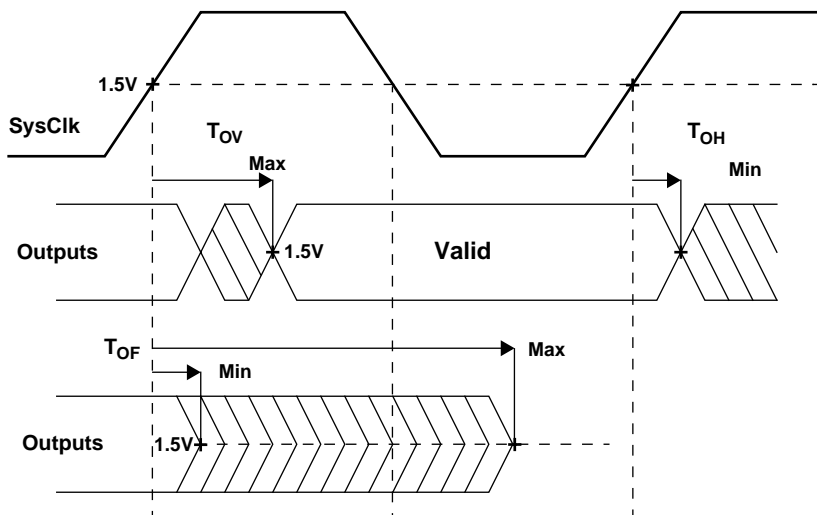 1.5V
SysClk
TOV
TOH
Max
Min
Outputs
1.5V
Valid
TOF
Max
Min
Outputs
1.5V